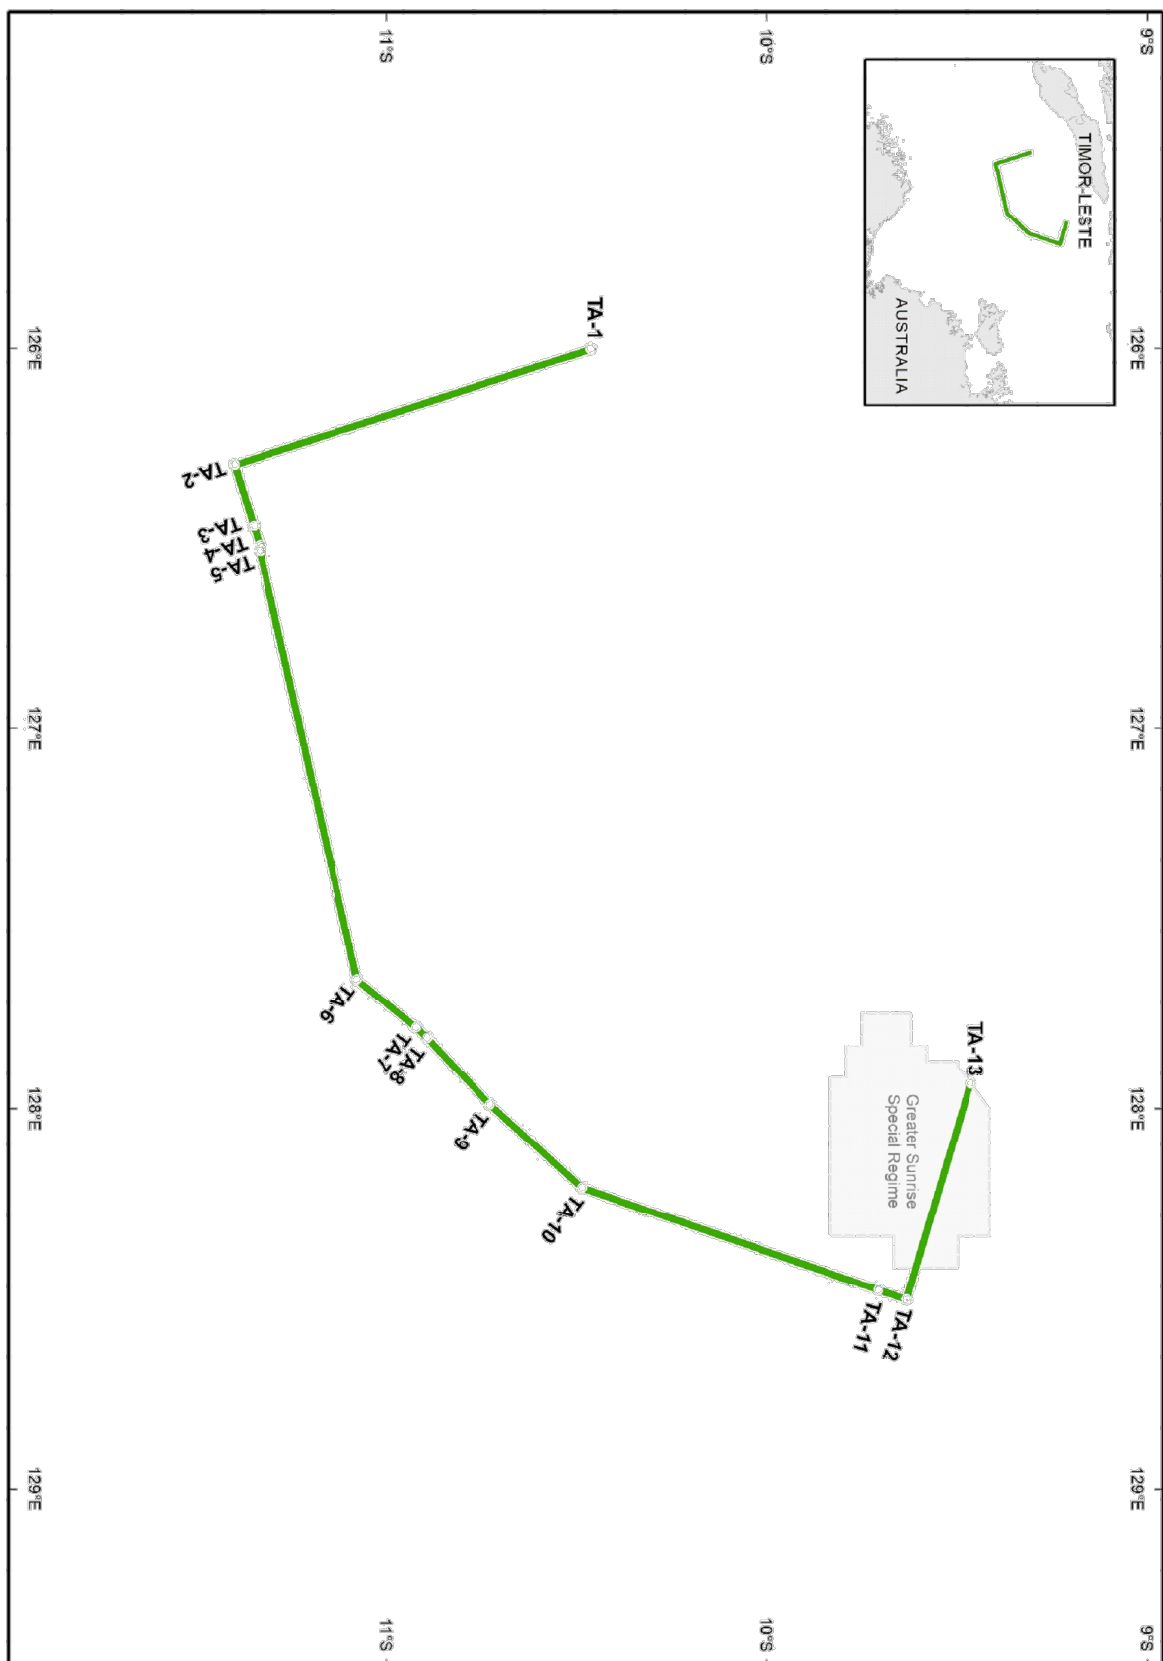 9°S
10°S
11°S
TIMOR-LESTE
AUSTRALIA
126°E
126°E
127°E
127°E
128°E
128°E
129°E
129°E
TA-1
TA-2
TA-3
TA-
4
TA-
5
TA-6
TA-7
TA-8
TA-9
TA-10
TA-11
TA-12
TA-13
Greater Sunrise
Special Regime
9°S
10°S
11°S